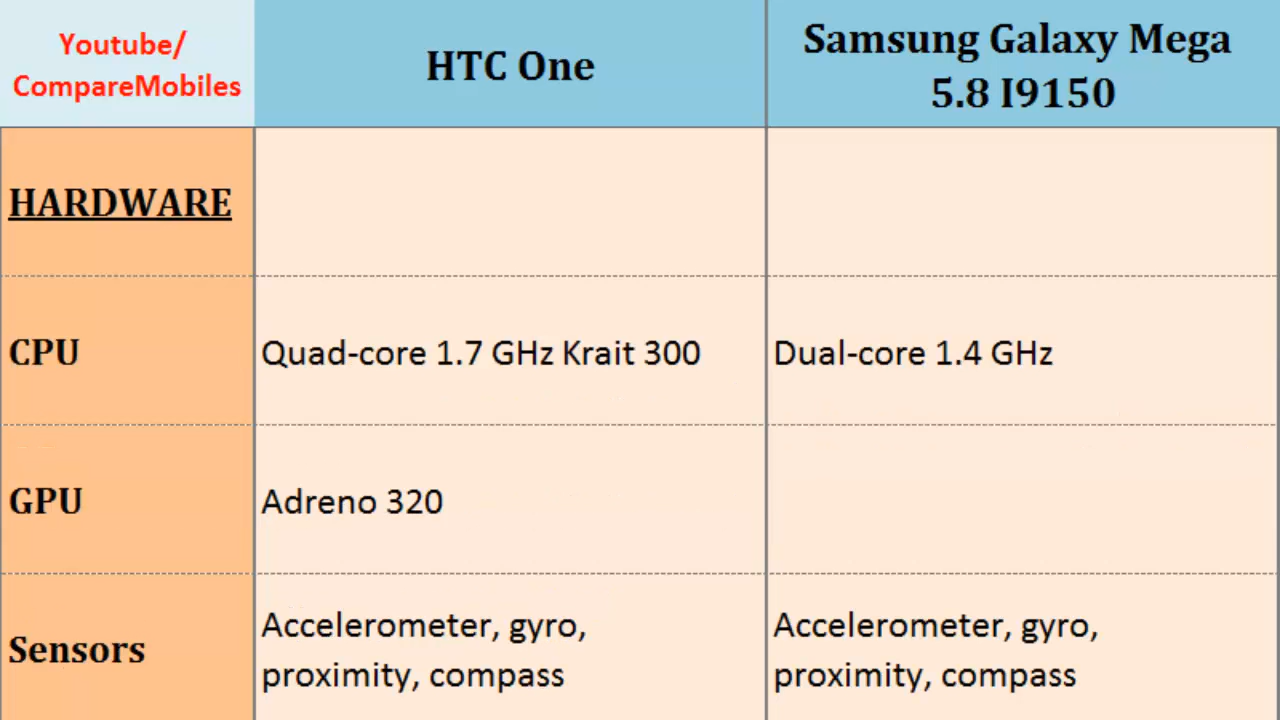 Youtube/
CompareMobiles
HTC One
Samsung Galaxy Mega
5.8 I9150
HARDWARE
CPU
Quad-core 1.7 GHz Krait 300
Dual-core 1.4 GHz
GPU
Adreno 320
Sensors
Accelerometer, gyro,
proximity, compass
Accelerometer, gyro,
proximity, compass